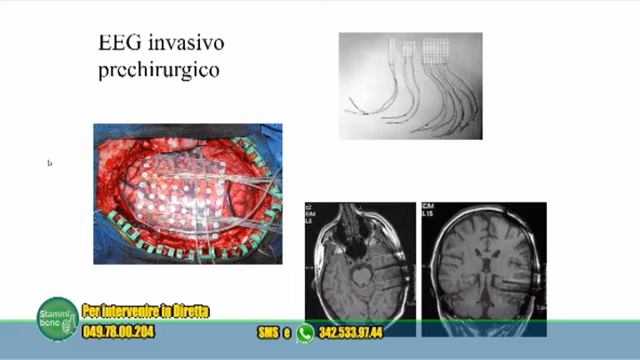 EEG invasivo
prechirurgico
Stammi
bene
Per intervenire in Diretta
049.78.00.204
SMS e 342.533.97.44